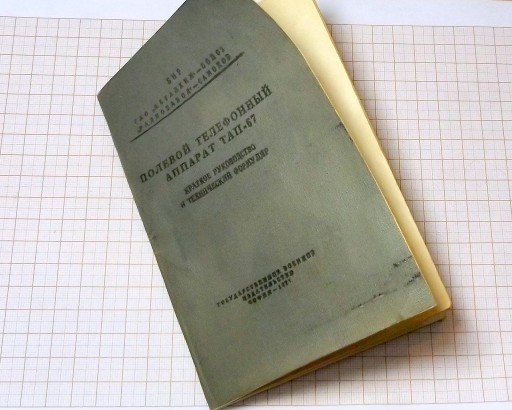 ПОЛЕВОЙ ТЕЛЕФОННЫЙ
АППАРАТ ТАП-67
КРАТКОЕ РУКОВОДСТВО
И ТЕХНИЧЕСКИЙ ФОРМУЛЯР
ГОСУДАРСТВЕННОЕ ВОЕННОЕ
ИЗДАТЕЛЬСТВО
СОФИЯ